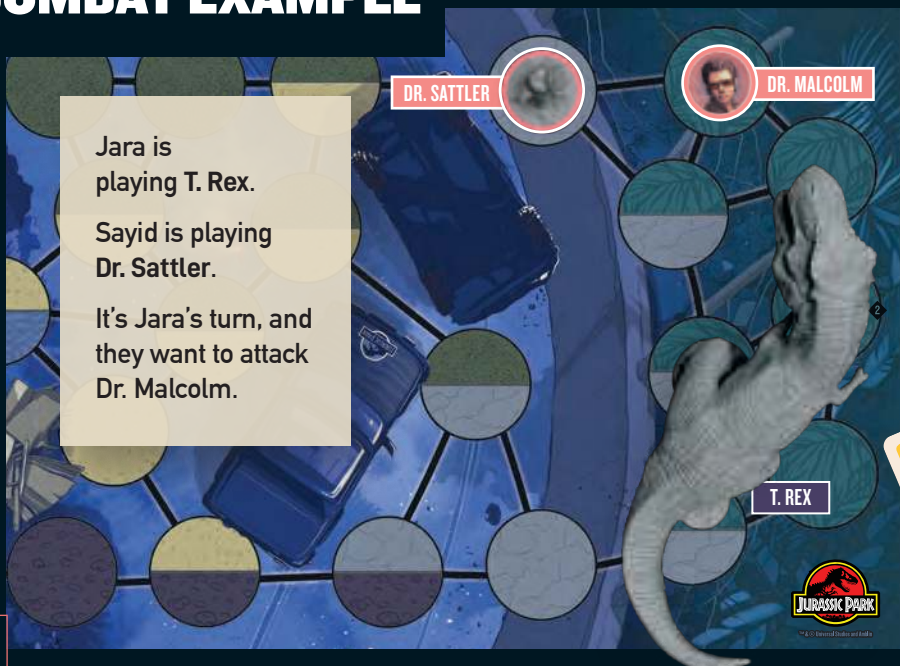 COMBAT EXAMPLE
DR. SATTLER
DR. MALCOLM
Jara is
playing T. Rex.
Sayid is playing
Dr. Sattler.
It's Jara's turn, and
they want to attack
Dr. Malcolm.
2
T. REX
JURASSIC PARK